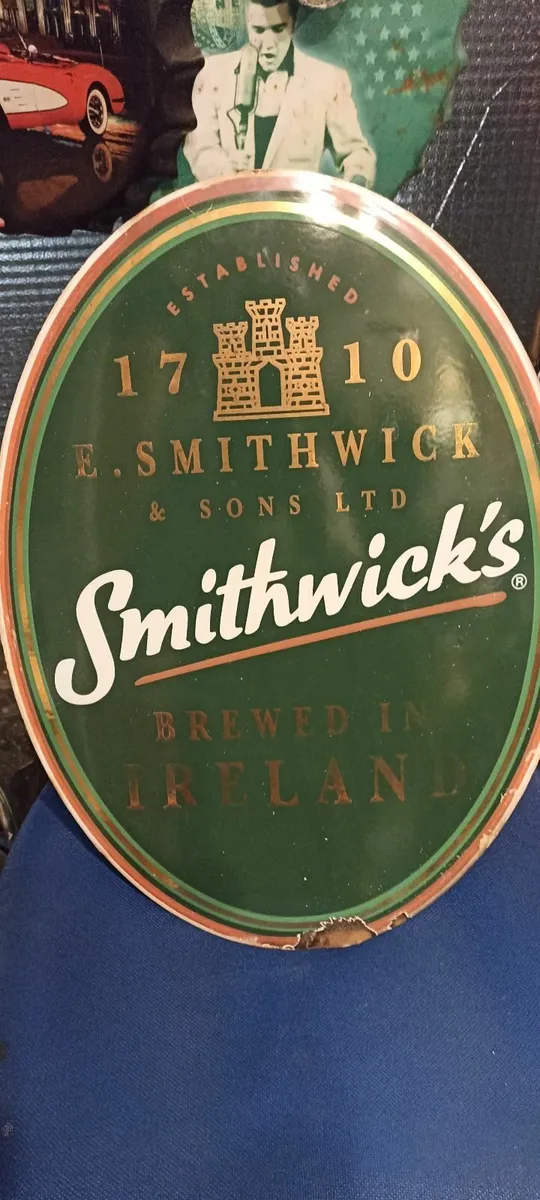 ESTABLISHED
17 10
E. SMITHWICK
& SONS LTD
Smithwick's ®
BREWED IN
IRELAND